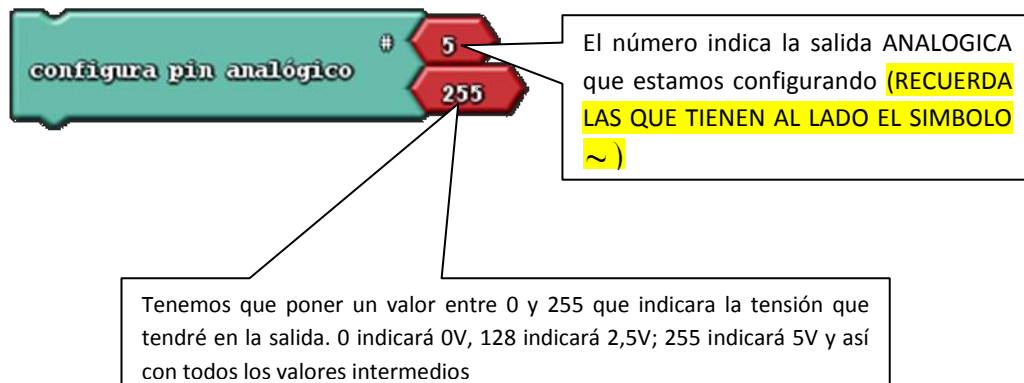 configura pin analógico
# 5
255
El número indica la salida ANALOGICA
que estamos configurando (RECUERDA
LAS QUE TIENEN AL LADO EL SIMBOLO
~ )
Tenemos que poner un valor entre 0 y 255 que indicara la tensión que
tendré en la salida. 0 indicará 0V, 128 indicará 2,5V; 255 indicará 5V y así
con todos los valores intermedios